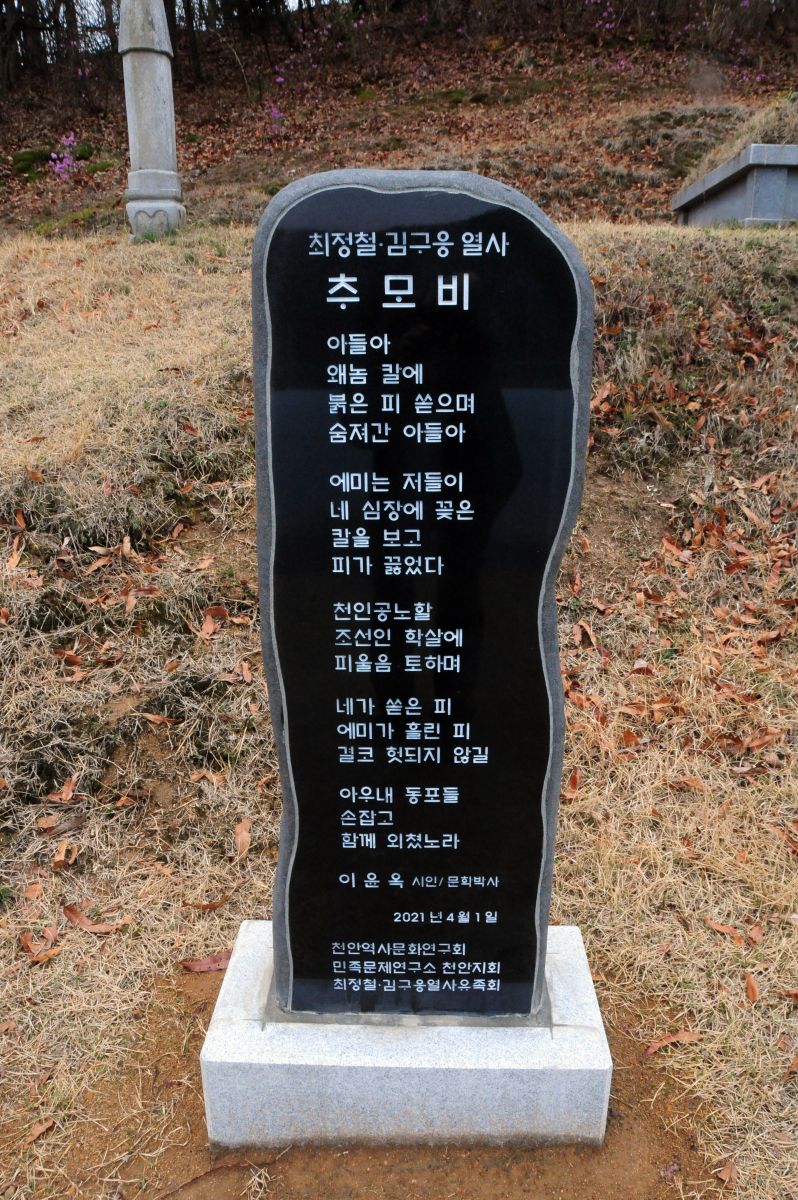 최정철·김구응 열사
추모비
아들아
왜놈 칼에
붉은 피 쏟으며
숨져간 아들아
에미는 저들이
네 심장에 꽂은
칼을 보고
피가 끓었다
천인공노할
조선인 학살에
피울음 토하며
네가 쏟은 피
에미가 흘린 피
결코 헛되지 않길
아우내 동포들
손잡고
함께 외쳤노라
이윤옥 시인/문학박사
2021년 4월 1일
천안역사문화연구회
민족문제연구소 천안지회
최정철·김구응열사유족회